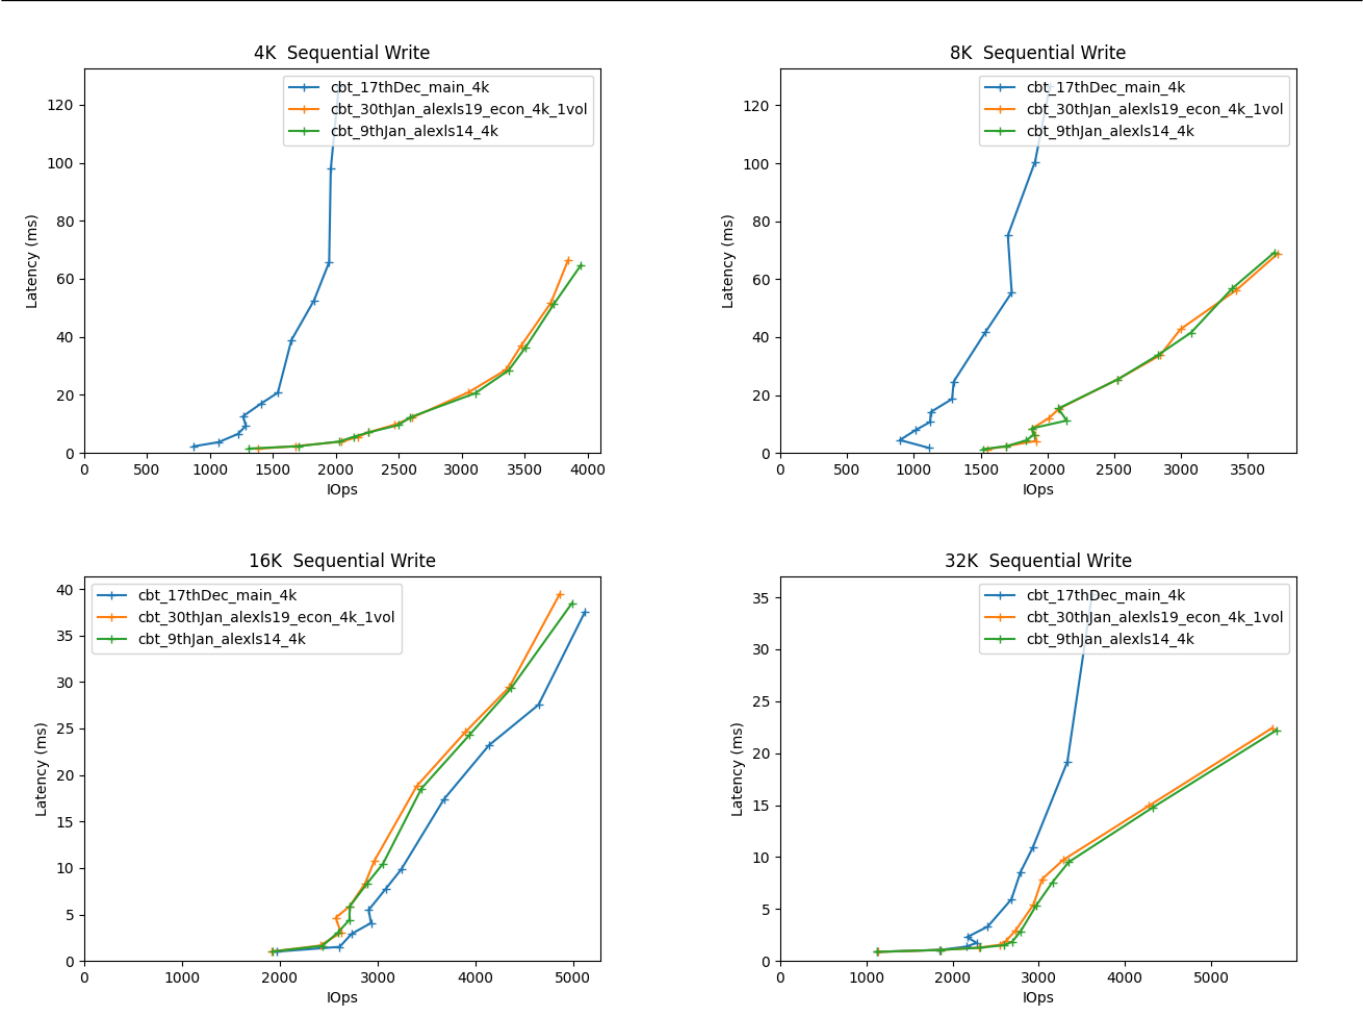 4K  Sequential Write
cbt_17thDec_main_4k
cbt_30thJan_alexls19_econ_4k_1vol
cbt_9thJan_alexls14_4k
120
100
80
60
40
20
0
Latency (ms)
0 500 1000 1500 2000 2500 3000 3500 4000
IOps
8K  Sequential Write
cbt_17thDec_main_4k
cbt_30thJan_alexls19_econ_4k_1vol
cbt_9thJan_alexls14_4k
120
100
80
60
40
20
0
Latency (ms)
0 500 1000 1500 2000 2500 3000 3500
IOps
16K  Sequential Write
cbt_17thDec_main_4k
cbt_30thJan_alexls19_econ_4k_1vol
cbt_9thJan_alexls14_4k
40
35
30
25
20
15
10
5
0
Latency (ms)
0 1000 2000 3000 4000 5000
IOps
32K  Sequential Write
cbt_17thDec_main_4k
cbt_30thJan_alexls19_econ_4k_1vol
cbt_9thJan_alexls14_4k
35
30
25
20
15
10
5
0
Latency (ms)
0 1000 2000 3000 4000 5000
IOps